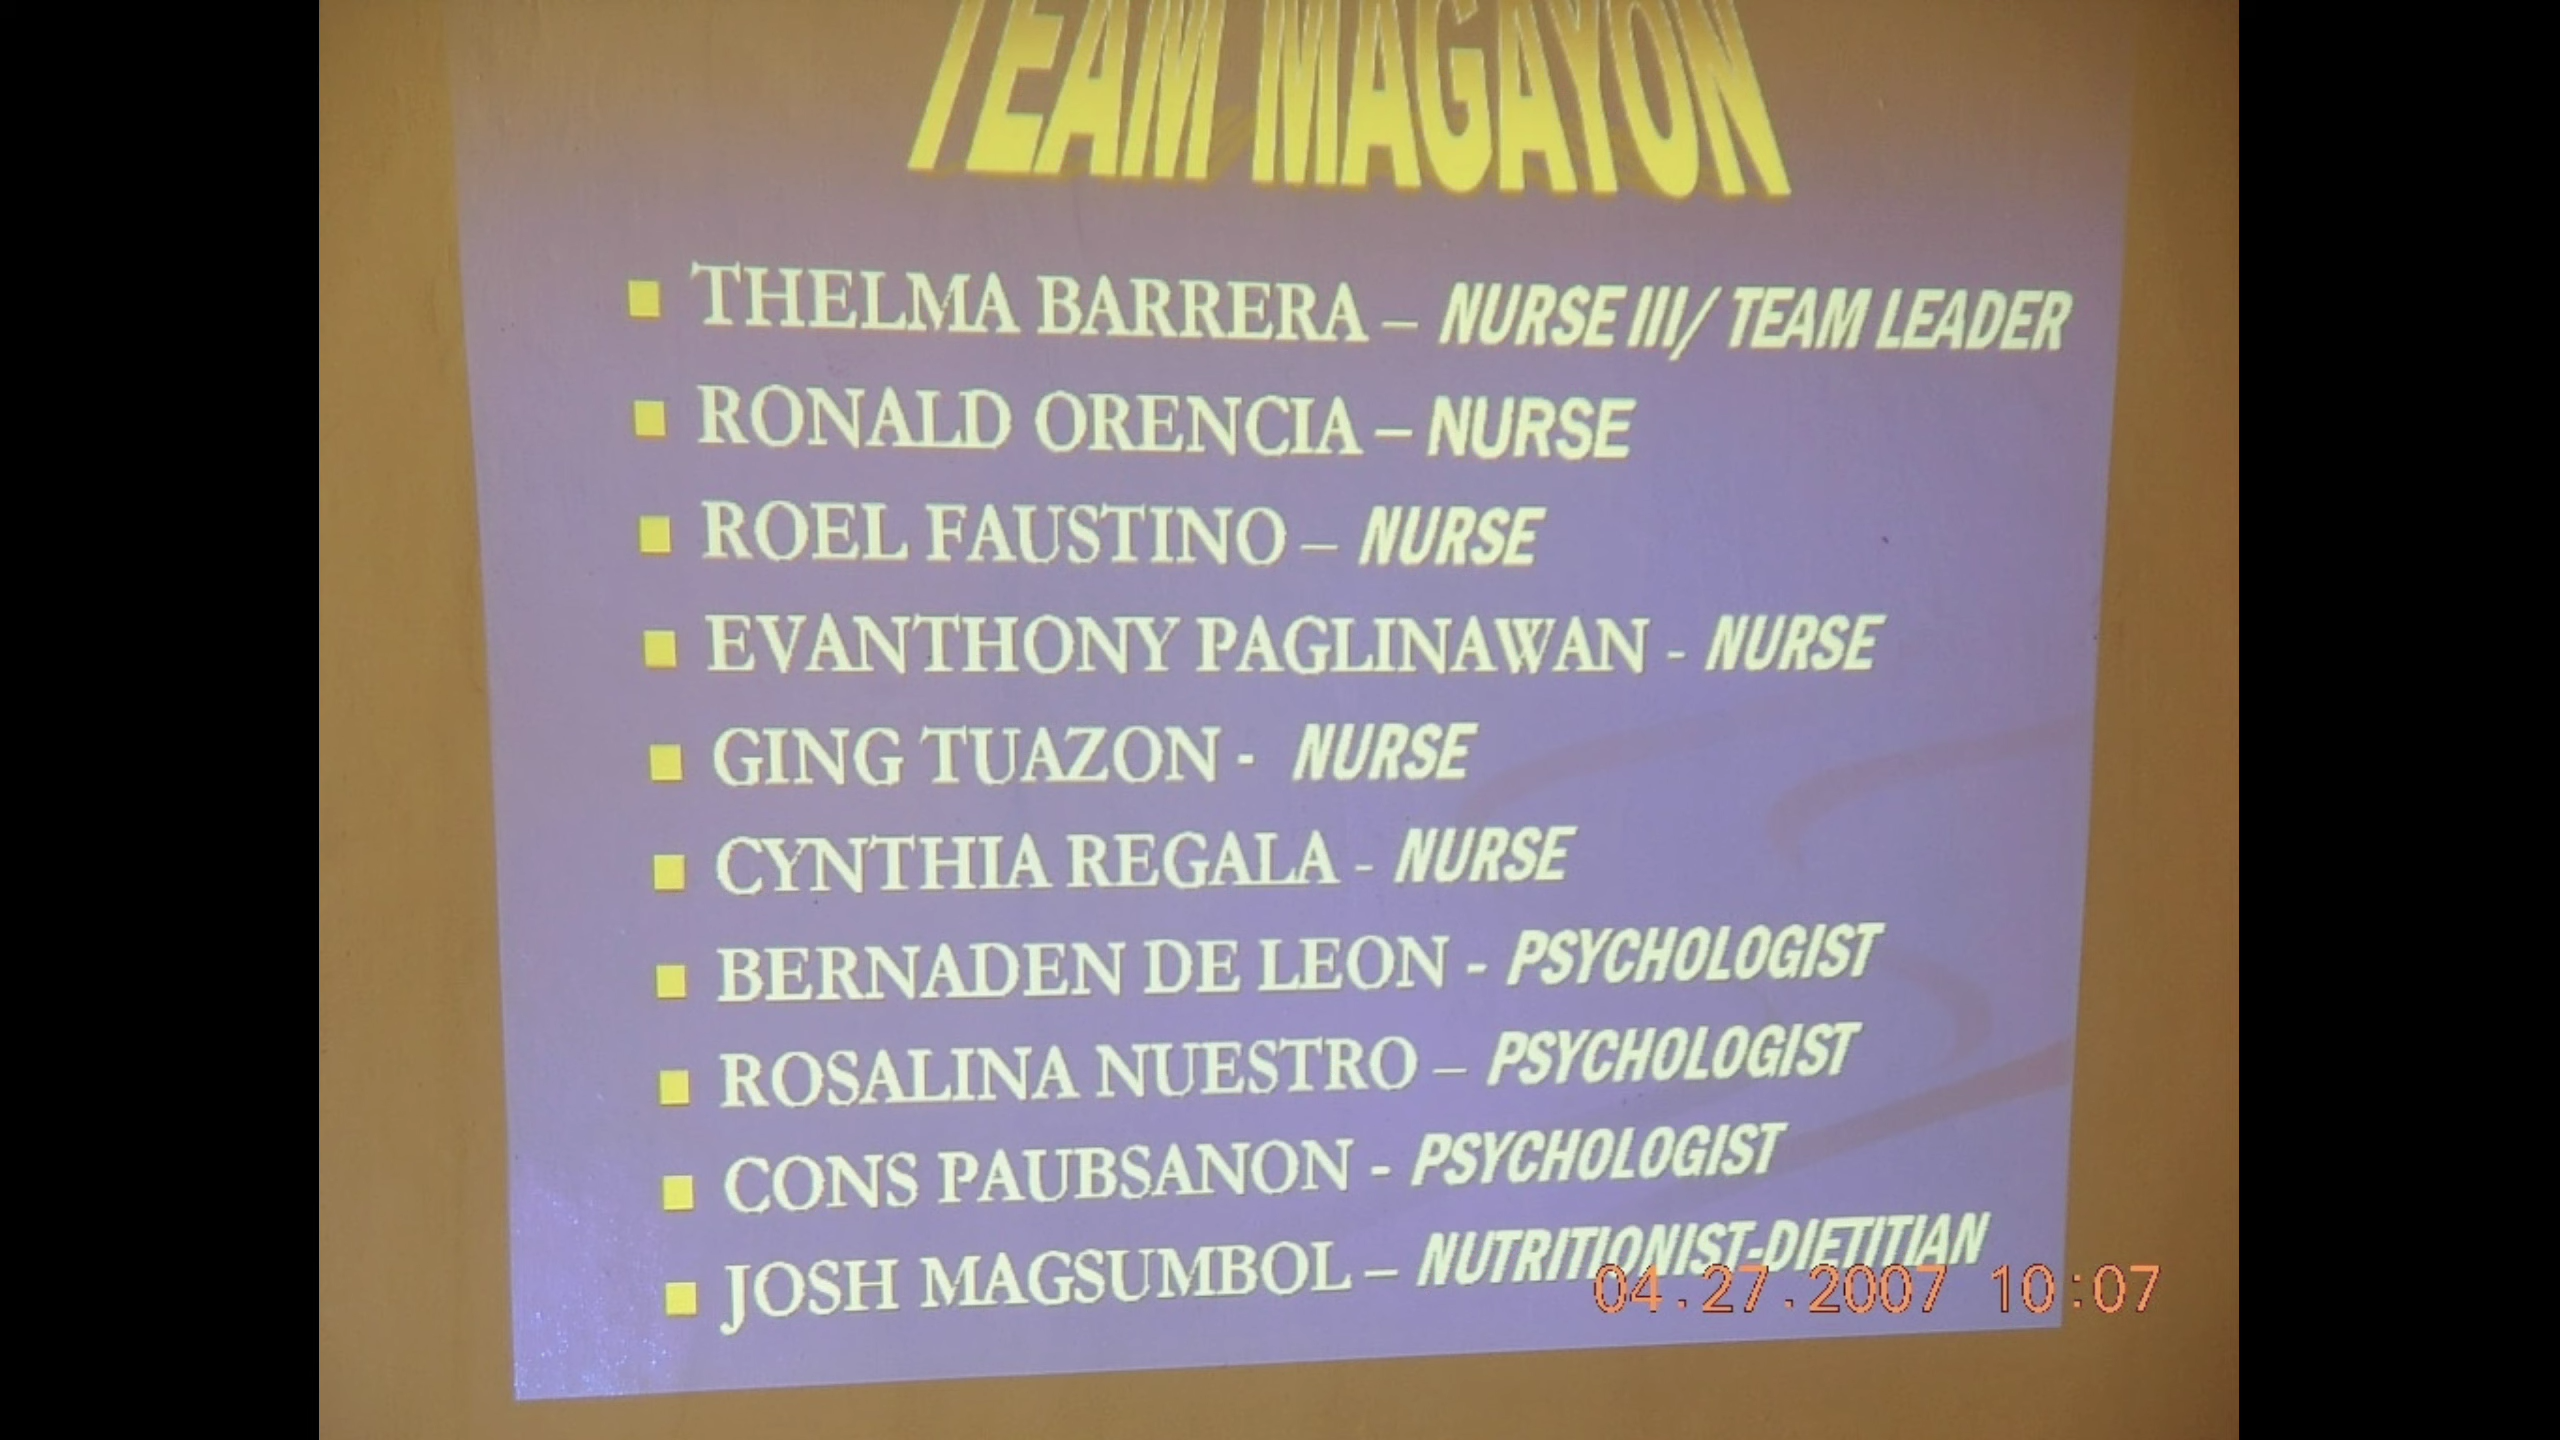 TEAM MAGAYON
THELMA BARRERA – NURSE III/ TEAM LEADER
RONALD ORENCIA – NURSE
ROEL FAUSTINO – NURSE
EVANTHONY PAGLINAWAN - NURSE
GING TUAZON - NURSE
CYNTHIA REGALA - NURSE
BERNADEN DE LEON - PSYCHOLOGIST
ROSALINA NUESTRO – PSYCHOLOGIST
CONS PAUBSANON - PSYCHOLOGIST
JOSH MAGSUMBOL – NUTRITIONIST-DIETITIAN
04.27.2007 10:07